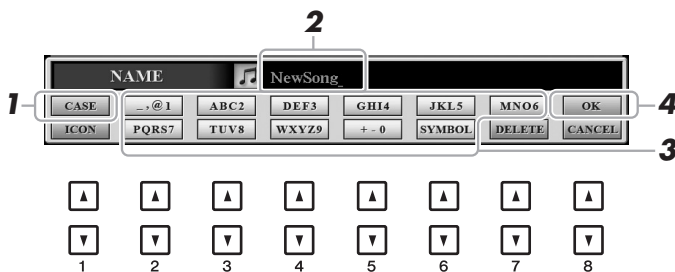 2
NAME NewSong_
1 CASE _,@1 ABC2 DEF3 GHI4 JKL5 MNO6 OK 4
ICON PQRS7 TUV8 WXYZ9 + - 0 SYMBOL DELETE CANCEL
3
1 2 3 4 5 6 7 8